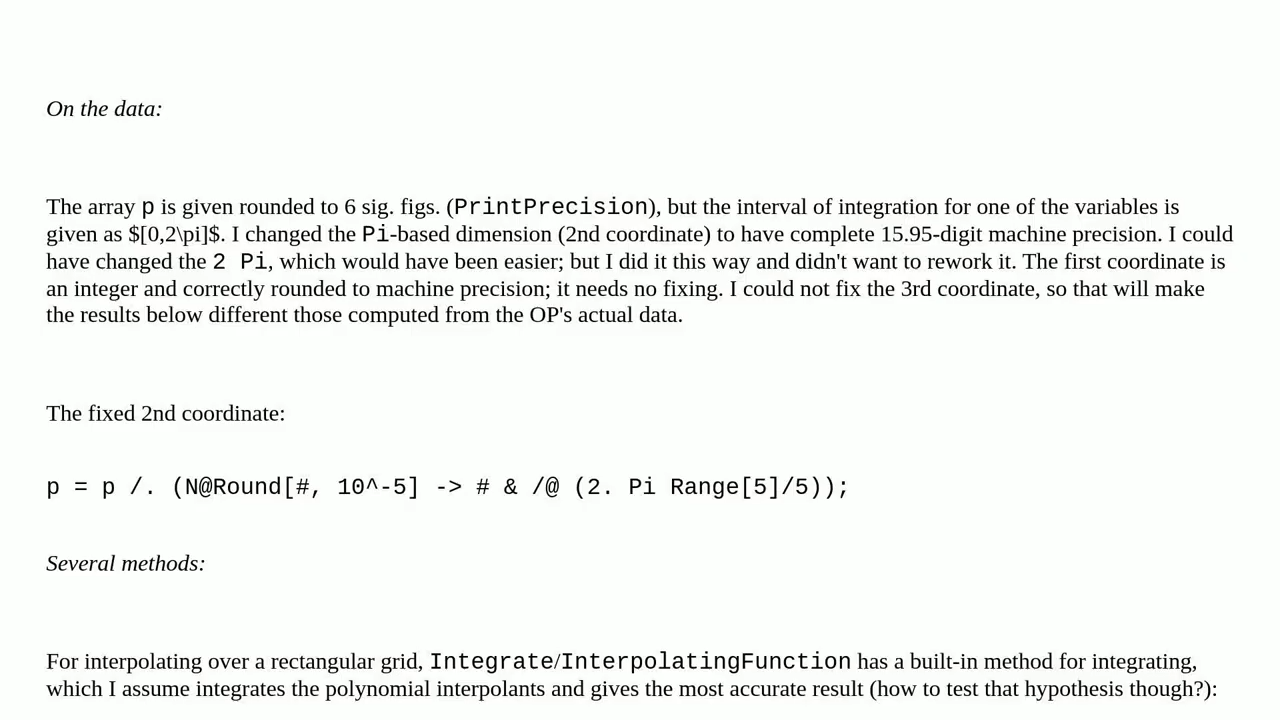 On the data:
The array p is given rounded to 6 sig. figs. (PrintPrecision), but the interval of integration for one of the variables is
given as $[0,2\pi]$. I changed the Pi-based dimension (2nd coordinate) to have complete 15.95-digit machine precision. I could
have changed the 2 Pi, which would have been easier; but I did it this way and didn't want to rework it. The first coordinate is
an integer and correctly rounded to machine precision; it needs no fixing. I could not fix the 3rd coordinate, so that will make
the results below different those computed from the OP's actual data.
The fixed 2nd coordinate:
p = p /. (N@Round[#, 10^-5] -> # & /@ (2. Pi Range[5]/5));
Several methods:
For interpolating over a rectangular grid, Integrate/InterpolatingFunction has a built-in method for integrating,
which I assume integrates the polynomial interpolants and gives the most accurate result (how to test that hypothesis though?):